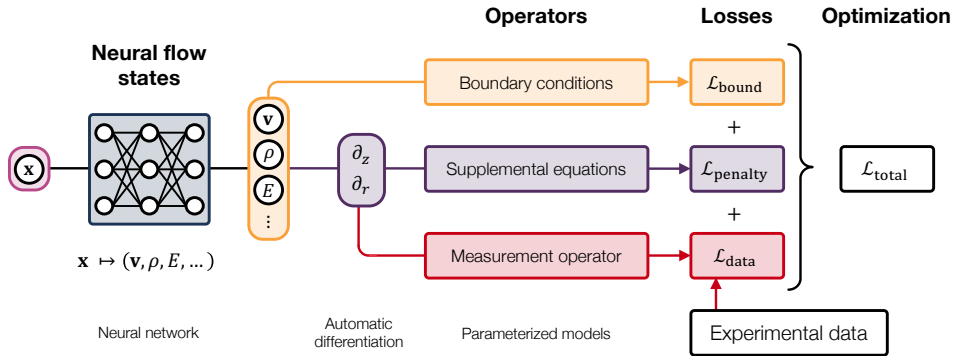 Operators
Losses
Optimization
Neural flow
states
𝐱
𝐯
ρ
E
⋮
∂z
∂r
Boundary conditions
ℒbound
+
Supplemental equations
ℒpenalty
+
Measurement operator
ℒdata
ℒtotal
𝐱 ↦ (𝐯, ρ, E, …)
Experimental data
Neural network
Automatic
differentiation
Parameterized models